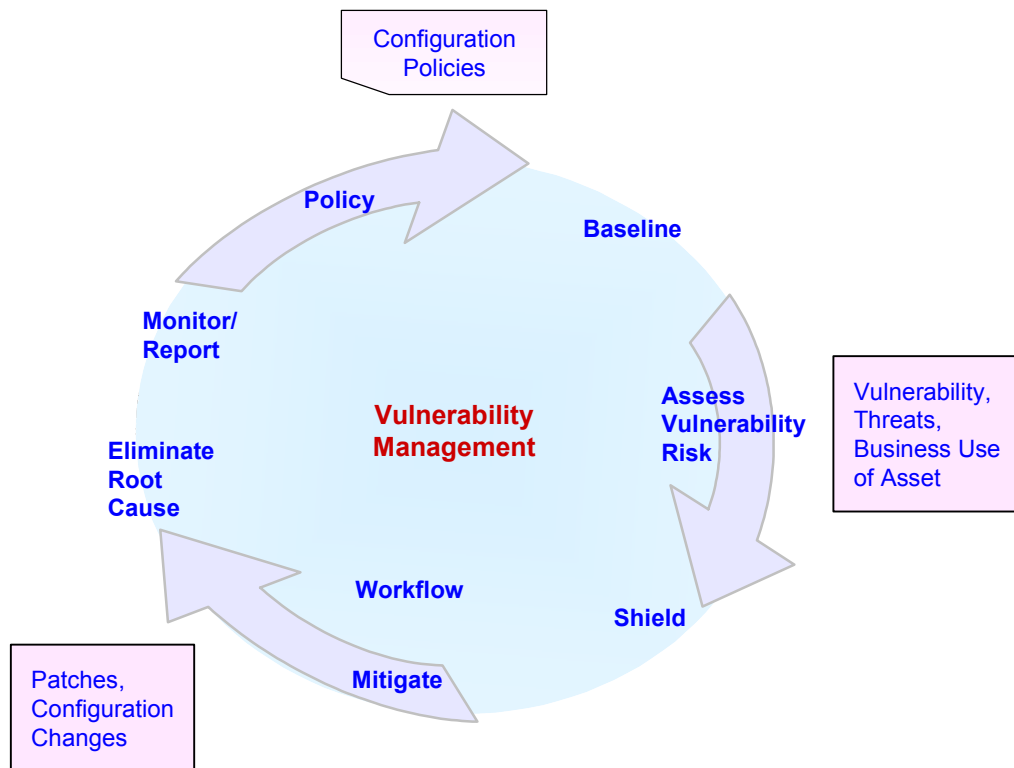 Configuration
Policies
Policy
Baseline
Monitor/
Report
Assess
Vulnerability
Risk
Vulnerability,
Threats,
Business Use
of Asset
Vulnerability
Management
Eliminate
Root
Cause
Workflow
Shield
Mitigate
Patches,
Configuration
Changes